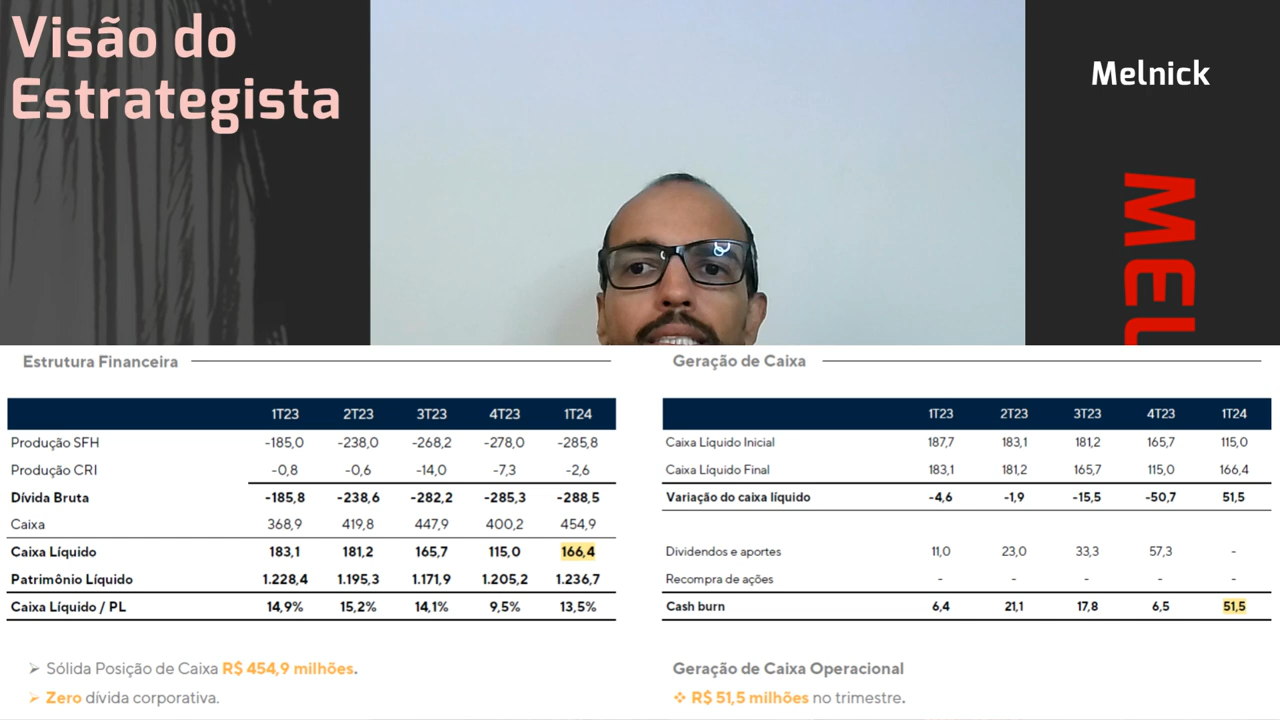 Visão do
Estrategista
Melnick
MEL
Estrutura Financeira
1T23 2T23 3T23 4T23 1T24
Produção SFH -185,0 -238,0 -268,2 -278,0 -285,8
Produção CRI -0,8 -0,6 -14,0 -7,3 -2,6
Dívida Bruta -185,8 -238,6 -282,2 -285,3 -288,5
Caixa 368,9 419,8 447,9 400,2 454,9
Caixa Líquido 183,1 181,2 165,7 115,0 166,4
Patrimônio Líquido 1.228,4 1.195,3 1.171,9 1.205,2 1.236,7
Caixa Líquido / PL 14,9% 15,2% 14,1% 9,5% 13,5%
➢ Sólida Posição de Caixa R$ 454,9 milhões.
➢ Zero dívida corporativa.
Geração de Caixa
1T23 2T23 3T23 4T23 1T24
Caixa Líquido Inicial 187,7 183,1 181,2 165,7 115,0
Caixa Líquido Final 183,1 181,2 165,7 115,0 166,4
Variação do caixa líquido -4,6 -1,9 -15,5 -50,7 51,5
Dividendos e aportes 11,0 23,0 33,3 57,3 -
Recompra de ações - - - - -
Cash burn 6,4 21,1 17,8 6,5 51,5
Geração de Caixa Operacional
❖ R$ 51,5 milhões no trimestre.